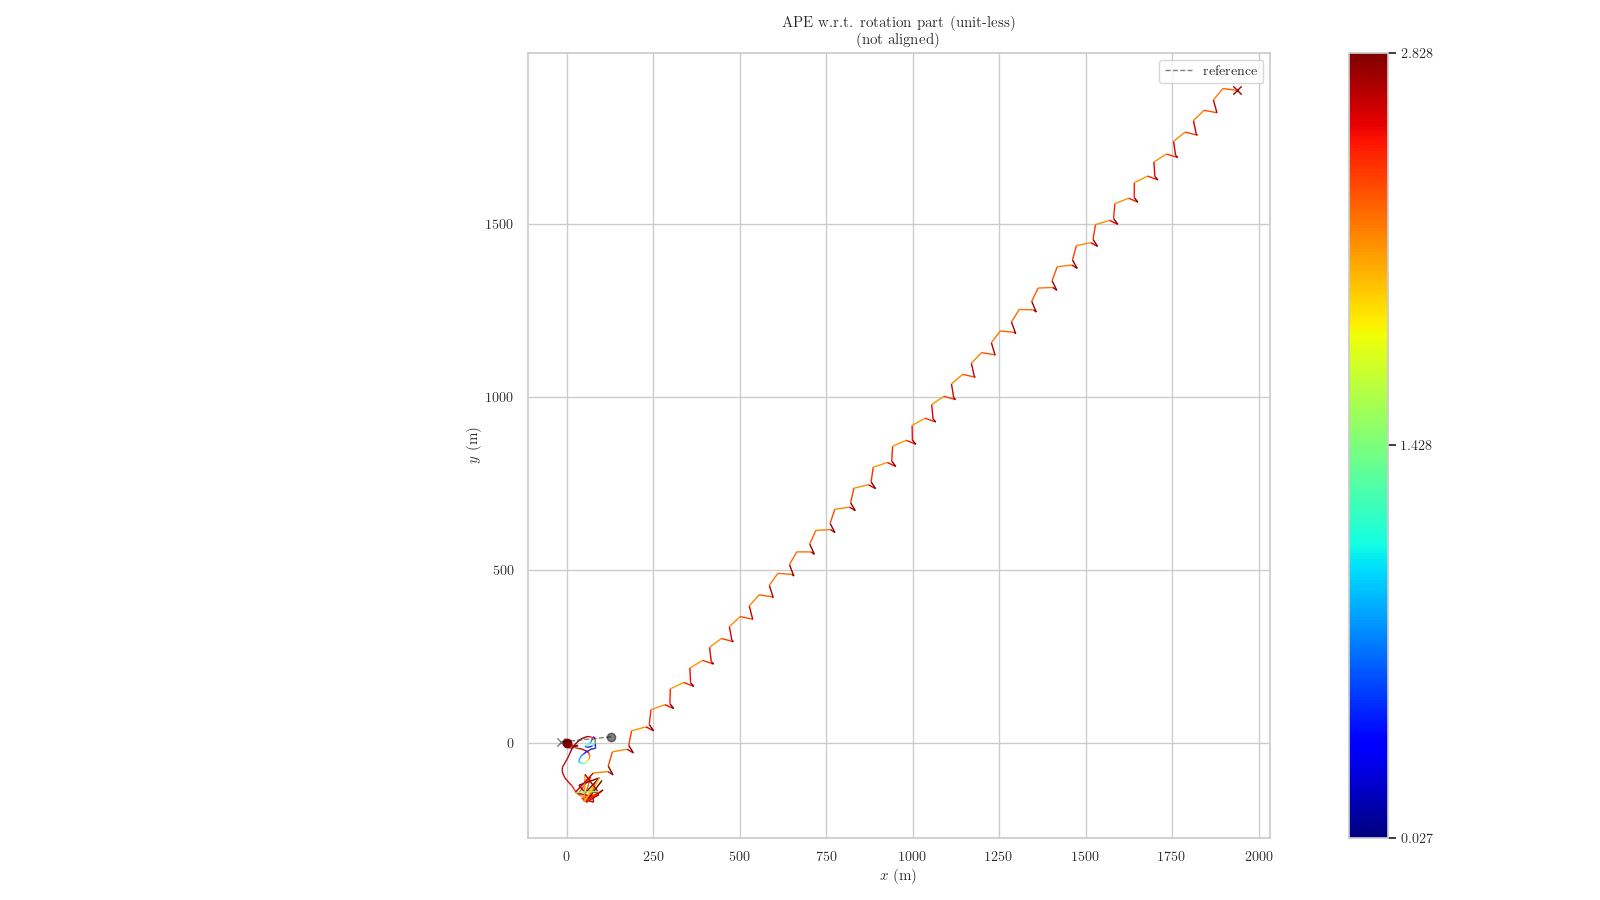 APE w.r.t. rotation part (unit-less)
(not aligned)
reference
2.828
1.428
0.027
1500
1000
500
0
y (m)
0 250 500 750 1000 1250 1500 1750 2000
x (m)